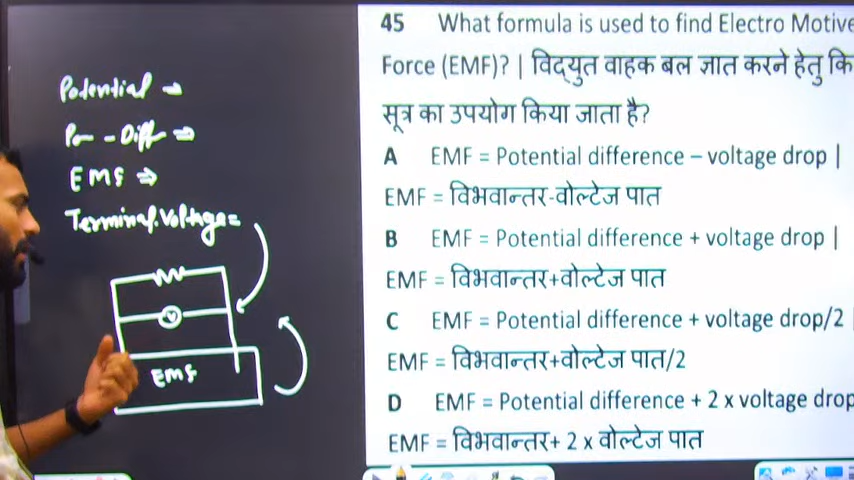 Potential →
Po - Diff ⇒
EMF ⇒
Terminal.Voltage=
V
EMF
45 What formula is used to find Electro Motive
Force (EMF)? | विद्युत वाहक बल ज्ञात करने हेतु कि
सूत्र का उपयोग किया जाता है?
A EMF = Potential difference – voltage drop |
EMF = विभवान्तर-वोल्टेज पात
B EMF = Potential difference + voltage drop |
EMF = विभवान्तर+वोल्टेज पात
C EMF = Potential difference + voltage drop/2 |
EMF = विभवान्तर+वोल्टेज पात/2
D EMF = Potential difference + 2 x voltage drop
EMF = विभवान्तर+ 2 x वोल्टेज पात